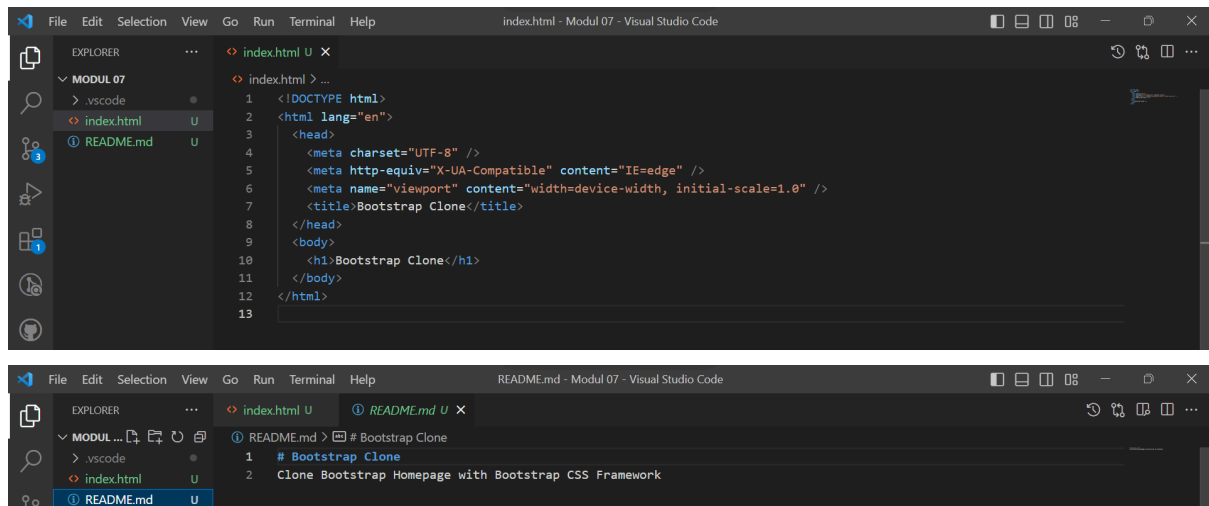 File Edit Selection View Go Run Terminal Help index.html - Modul 07 - Visual Studio Code
EXPLORER ··· <> index.html U ×
MODUL 07 <> index.html > ...
> .vscode
<> index.html U
README.md U
3
1
1 <!DOCTYPE html>
2 <html lang="en">
3 <head>
4 <meta charset="UTF-8" />
5 <meta http-equiv="X-UA-Compatible" content="IE=edge" />
6 <meta name="viewport" content="width=device-width, initial-scale=1.0" />
7 <title>Bootstrap Clone</title>
8 </head>
9 <body>
10 <h1>Bootstrap Clone</h1>
11 </body>
12 </html>
13
File Edit Selection View Go Run Terminal Help README.md - Modul 07 - Visual Studio Code
EXPLORER ··· <> index.html U README.md U ×
MODUL ... README.md > # Bootstrap Clone
> .vscode
<> index.html U
README.md U
1 # Bootstrap Clone
2 Clone Bootstrap Homepage with Bootstrap CSS Framework